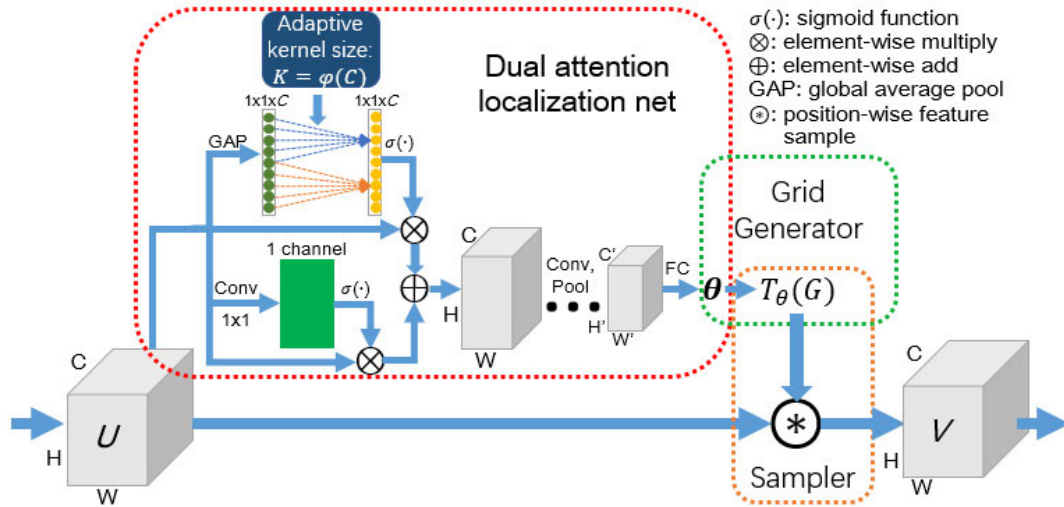 Adaptive
kernel size:
K = φ(C)
1x1xC
1x1xC
GAP
σ(·)
Dual attention
localization net
σ(·): sigmoid function
⊗: element-wise multiply
⊕: element-wise add
GAP: global average pool
⊛: position-wise feature
sample
Grid
Generator
1 channel
Conv
1x1
σ(·)
C
H
W
Conv,
Pool
C'
H'
W'
FC
θ
T_θ(G)
C
U
H
W
Sampler
C
V
H
W